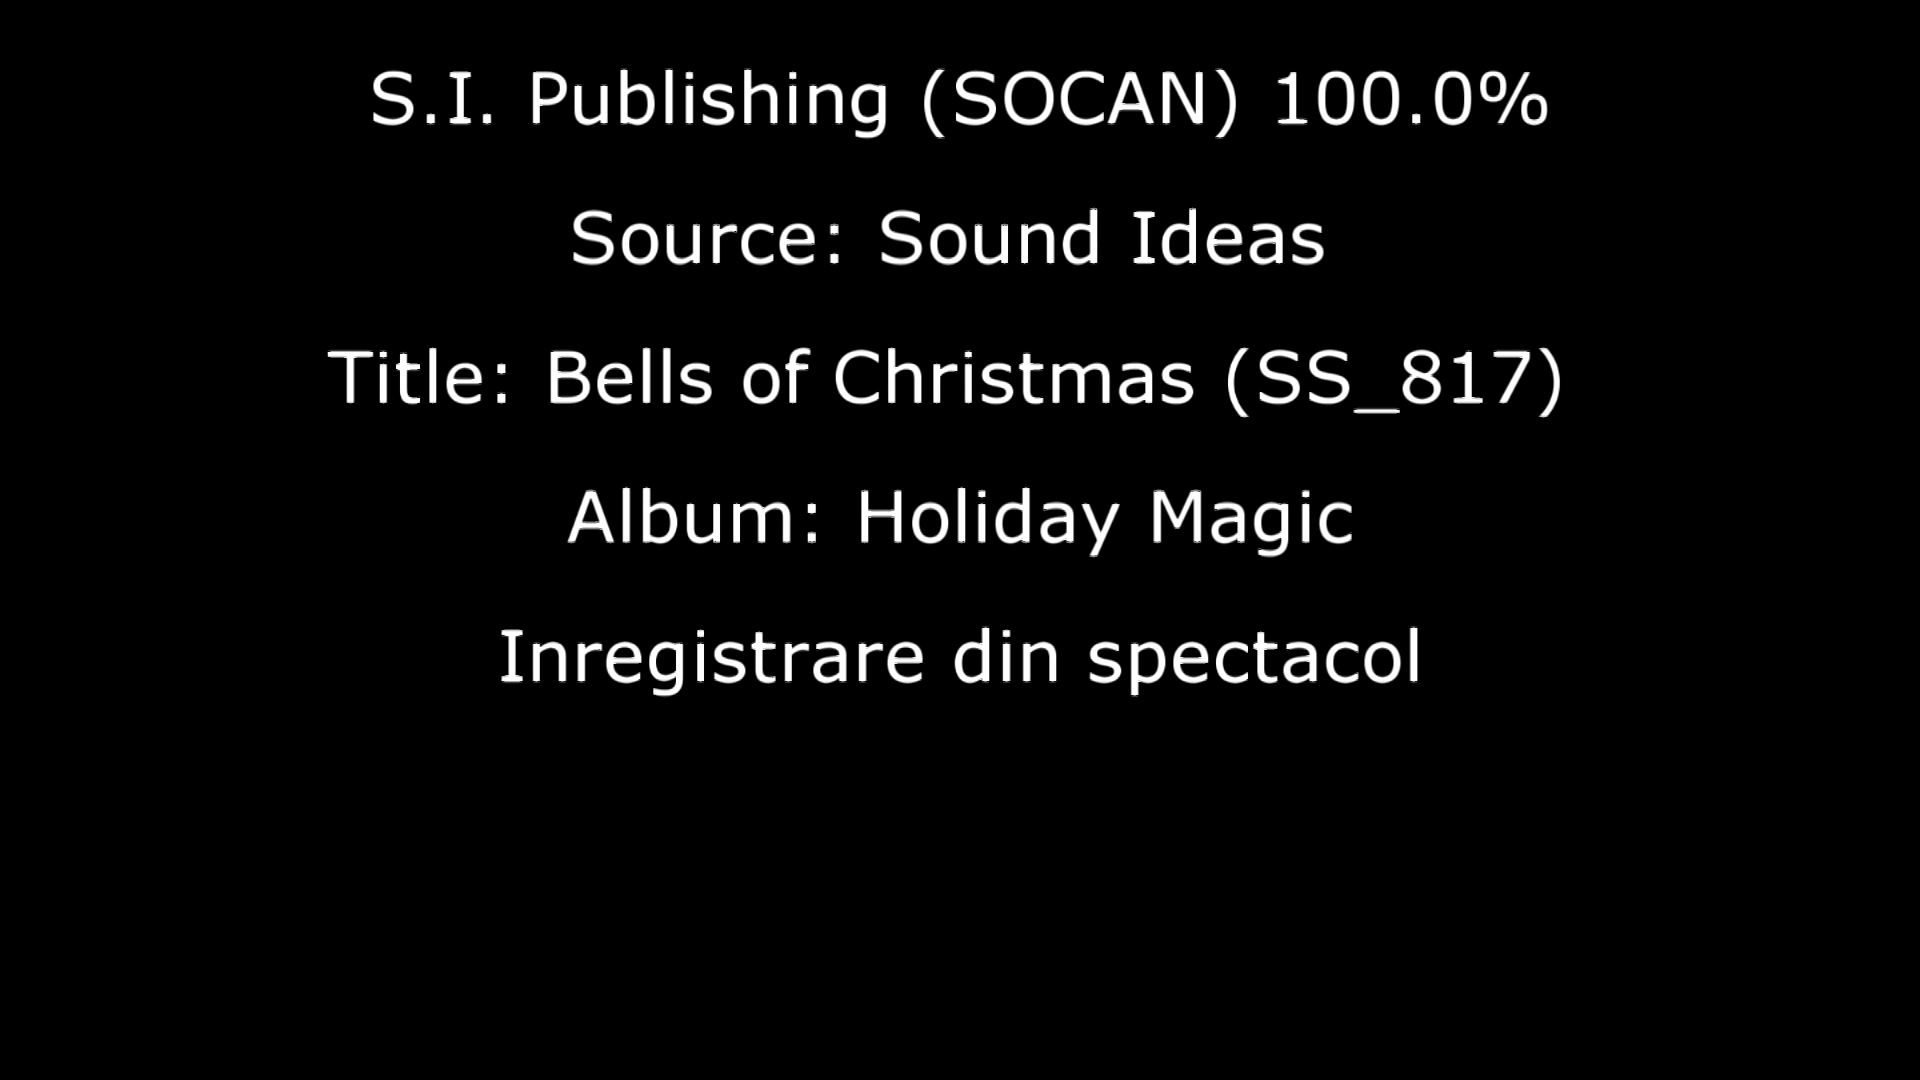 S.I. Publishing (SOCAN) 100.0%
Source: Sound Ideas
Title: Bells of Christmas (SS_817)
Album: Holiday Magic
Inregistrare din spectacol